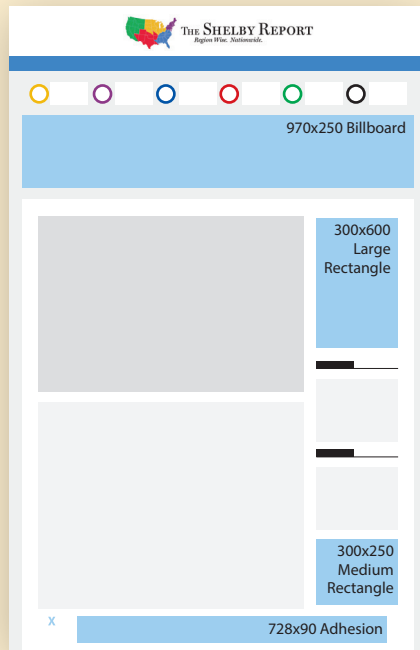 THE SHELBY REPORT
Region Wise. Nationwide.
970x250 Billboard
300x600
Large
Rectangle
300x250
Medium
Rectangle
X
728x90 Adhesion